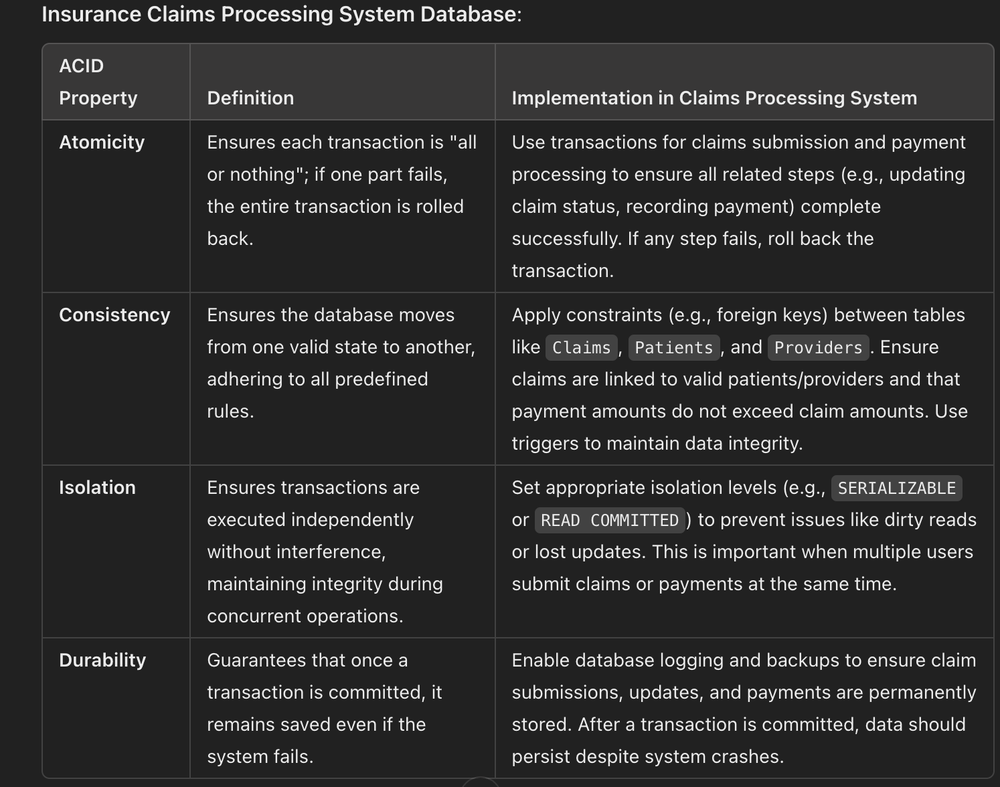 Insurance Claims Processing System Database:
ACID
Property
Definition
Implementation in Claims Processing System
Atomicity
Ensures each transaction is "all
or nothing"; if one part fails,
the entire transaction is rolled
back.
Use transactions for claims submission and payment
processing to ensure all related steps (e.g., updating
claim status, recording payment) complete
successfully. If any step fails, roll back the
transaction.
Consistency
Ensures the database moves
from one valid state to another,
adhering to all predefined
rules.
Apply constraints (e.g., foreign keys) between tables
like Claims, Patients, and Providers. Ensure
claims are linked to valid patients/providers and that
payment amounts do not exceed claim amounts. Use
triggers to maintain data integrity.
Isolation
Ensures transactions are
executed independently
without interference,
maintaining integrity during
concurrent operations.
Set appropriate isolation levels (e.g., SERIALIZABLE
or READ COMMITTED) to prevent issues like dirty reads
or lost updates. This is important when multiple users
submit claims or payments at the same time.
Durability
Guarantees that once a
transaction is committed, it
remains saved even if the
system fails.
Enable database logging and backups to ensure claim
submissions, updates, and payments are permanently
stored. After a transaction is committed, data should
persist despite system crashes.